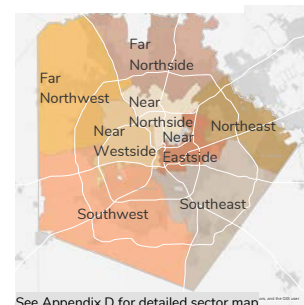 Far
Northside
Far
Northwest
Near
Northside
Near
Westside
Near
Eastside
Northeast
Southeast
Southwest
See Appendix D for detailed sector map